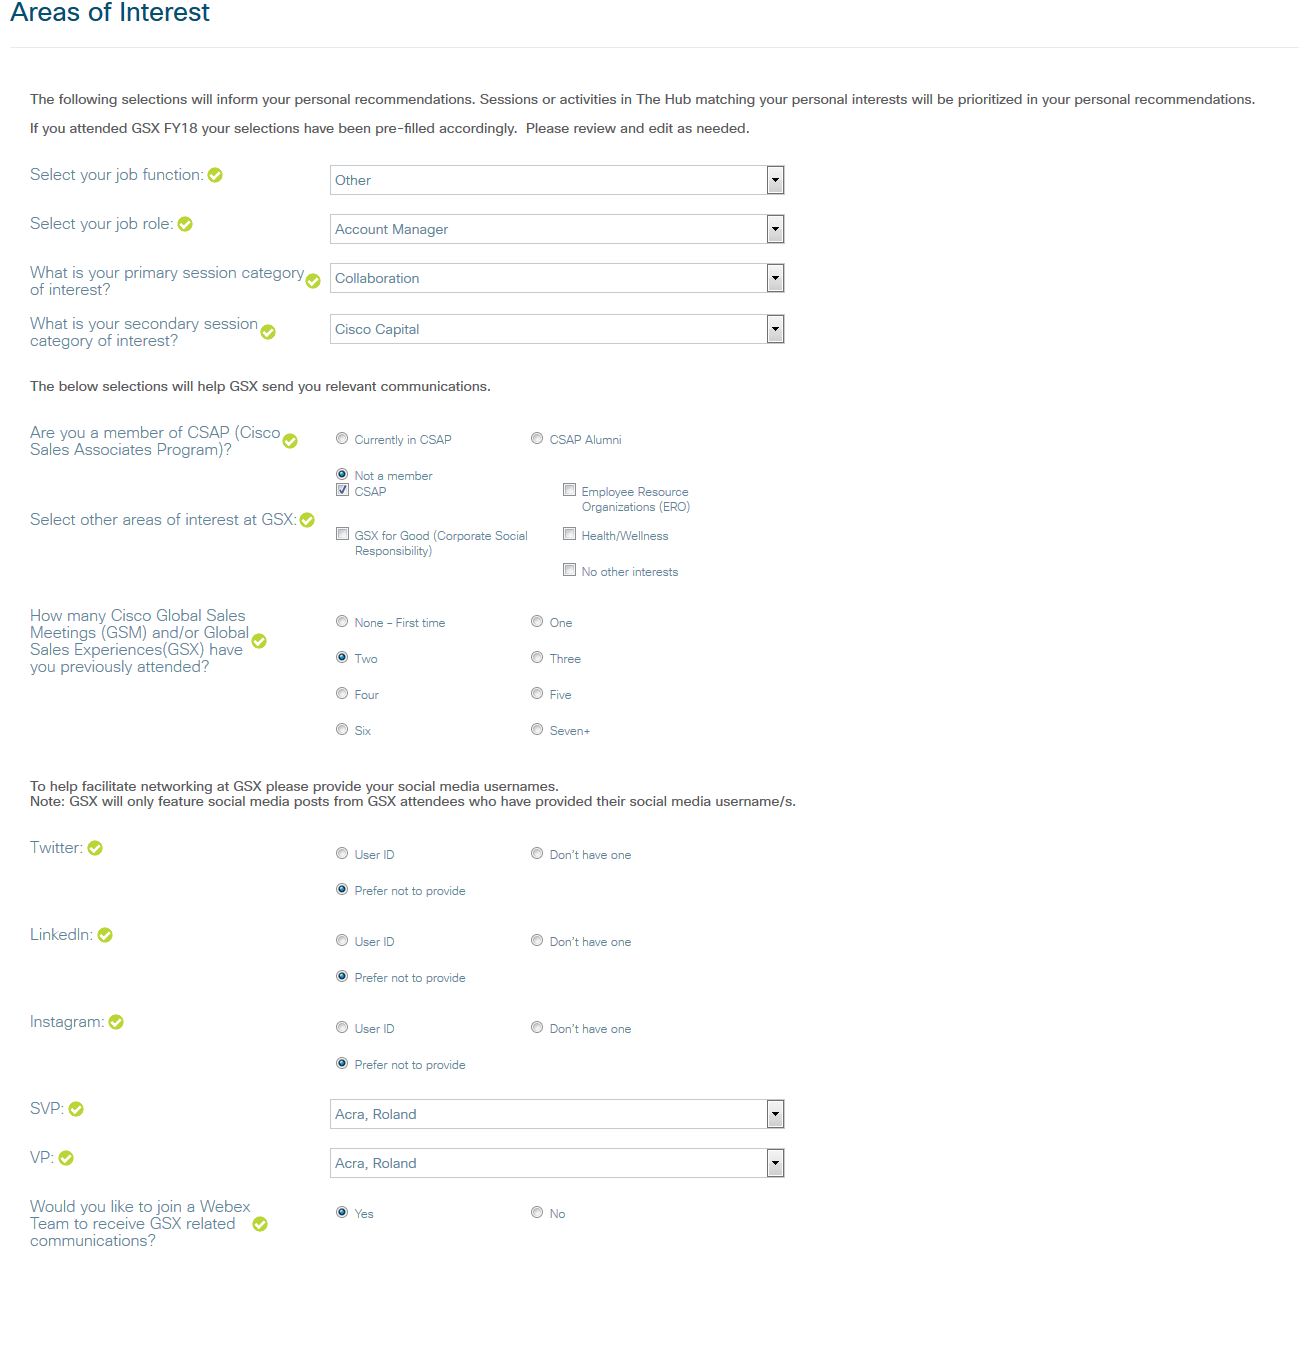 Areas of Interest
The following selections will inform your personal recommendations. Sessions or activities in The Hub matching your personal interests will be prioritized in your personal recommendations.
If you attended GSX FY18 your selections have been pre-filled accordingly.  Please review and edit as needed.
Select your job function:
Other
Select your job role:
Account Manager
What is your primary session category
of interest?
Collaboration
What is your secondary session
category of interest?
Cisco Capital
The below selections will help GSX send you relevant communications.
Are you a member of CSAP (Cisco
Sales Associates Program)?
Currently in CSAP
CSAP Alumni
Not a member
Select other areas of interest at GSX:
CSAP
Employee Resource
Organizations (ERO)
GSX for Good (Corporate Social
Responsibility)
Health/Wellness
No other interests
How many Cisco Global Sales
Meetings (GSM) and/or Global
Sales Experiences(GSX) have
you previously attended?
None – First time
One
Two
Three
Four
Five
Six
Seven+
To help facilitate networking at GSX please provide your social media usernames.
Note: GSX will only feature social media posts from GSX attendees who have provided their social media username/s.
Twitter:
User ID
Don't have one
Prefer not to provide
LinkedIn:
User ID
Don't have one
Prefer not to provide
Instagram:
User ID
Don't have one
Prefer not to provide
SVP:
Acra, Roland
VP:
Acra, Roland
Would you like to join a Webex
Team to receive GSX related
communications?
Yes
No